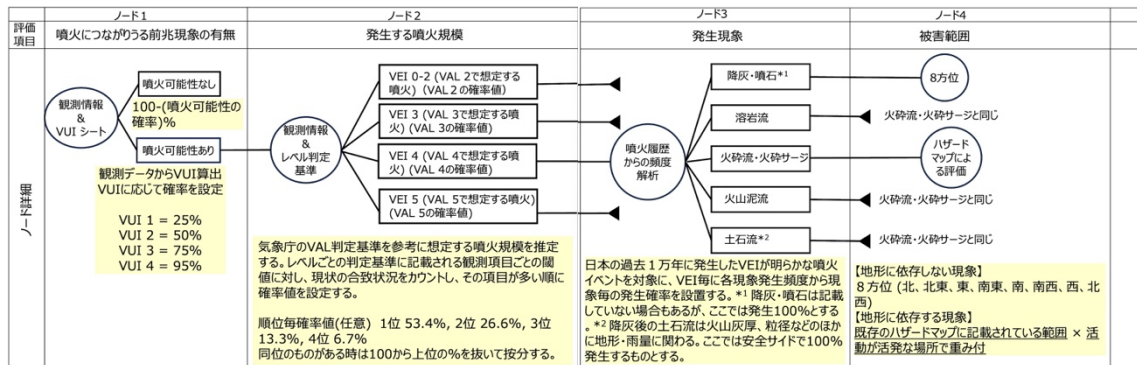 ノード1
ノード2
ノード3
ノード4
評価
項目
噴火につながりうる前兆現象の有無
発生する噴火規模
発生現象
被害範囲
ノード詳細
観測情報
&
VUI シート
噴火可能性なし
100-(噴火可能性の
確率)%
噴火可能性あり
観測データからVUI算出
VUIに応じて確率を設定
VUI 1 = 25%
VUI 2 = 50%
VUI 3 = 75%
VUI 4 = 95%
観測情報
&
レベル判定
基準
VEI 0-2 (VAL 2で想定する
噴火) (VAL 2の確率値)
VEI 3 (VAL 3で想定する噴
火) (VAL 3の確率値)
VEI 4 (VAL 4で想定する噴
火) (VAL 4の確率値)
VEI 5 (VAL 5で想定する噴火)
(VAL 5の確率値)
気象庁のVAL判定基準を参考に想定する噴火規模を推定
する。レベルごとの判定基準に記載される観測項目ごとの閾
値に対し、現状の合致状況をカウントし、その項目が多い順に
確率値を設定する。
順位毎確率値(任意) 1位 53.4%, 2位 26.6%, 3位
13.3%, 4位 6.7%
同位のものがある時は100から上位の%を抜いて按分する。
噴火履歴
からの頻度
解析
降灰・噴石*1
溶岩流
火砕流・火砕サージ
火山泥流
土石流*2
日本の過去1万年に発生したVEIが明らかな噴火
イベントを対象に、VEI毎に各現象発生頻度から現
象毎の発生確率を設置する。*1 降灰・噴石は記載
していない場合もあるが、ここでは発生100%とす
る。*2 降灰後の土石流は火山灰厚、粒径などのほか
に地形・雨量に関わる。ここでは安全サイドで100%
発生するものとする。
8方位
火砕流・火砕サージと同じ
ハザード
マップによ
る評価
火砕流・火砕サージと同じ
火砕流・火砕サージと同じ
【地形に依存しない現象】
8方位 (北、北東、東、南東、南、南西、西、北
西)
【地形に依存する現象】
既存のハザードマップに記載されている範囲 × 活
動が活発な場所で重み付